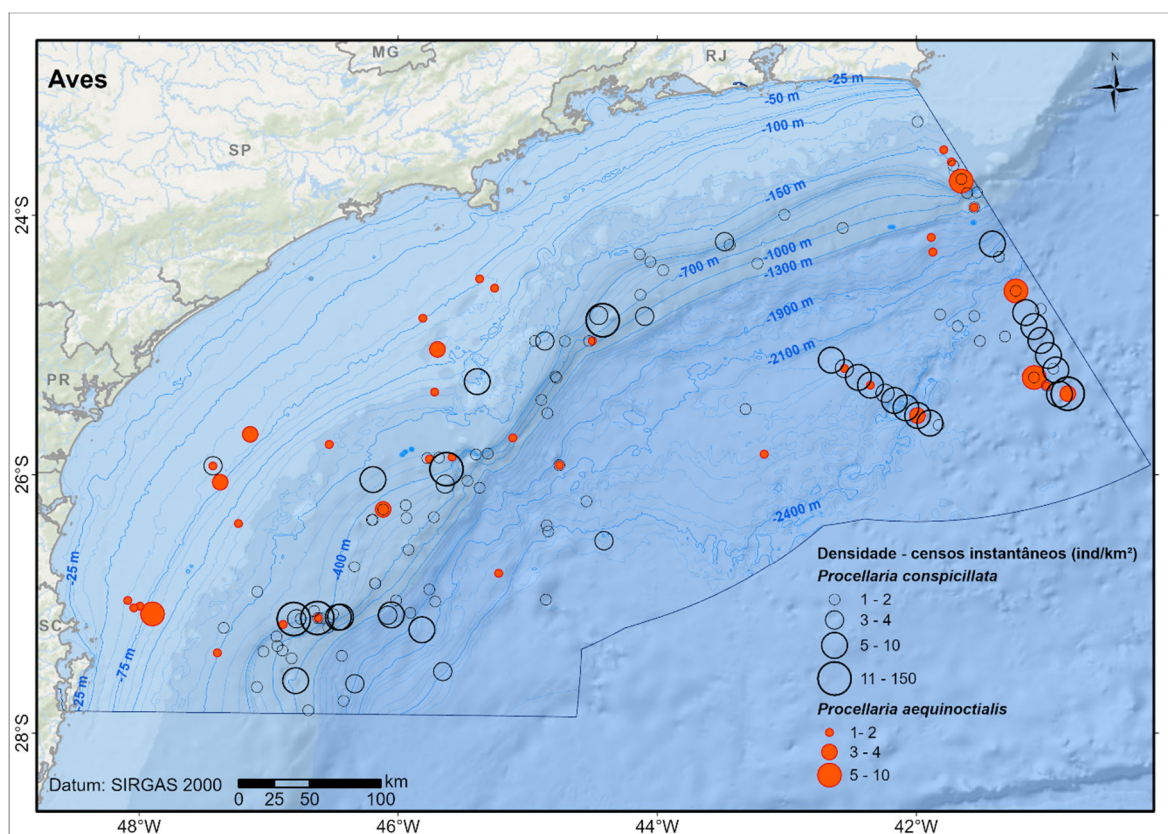 Aves
MG
RJ
N
SP
PR
SC
-25 m
-50 m
-100 m
-150 m
-700 m
-1000 m
-1300 m
-1900 m
-2100 m
-2400 m
-400 m
-25 m
-75 m
-25 m
24°S
26°S
28°S
Densidade - censos instantâneos (ind/km²)
Procellaria conspicillata
1 - 2
3 - 4
5 - 10
11 - 150
Procellaria aequinoctialis
1- 2
3 - 4
5 - 10
Datum: SIRGAS 2000
km
0 25 50 100
48°W 46°W 44°W 42°W